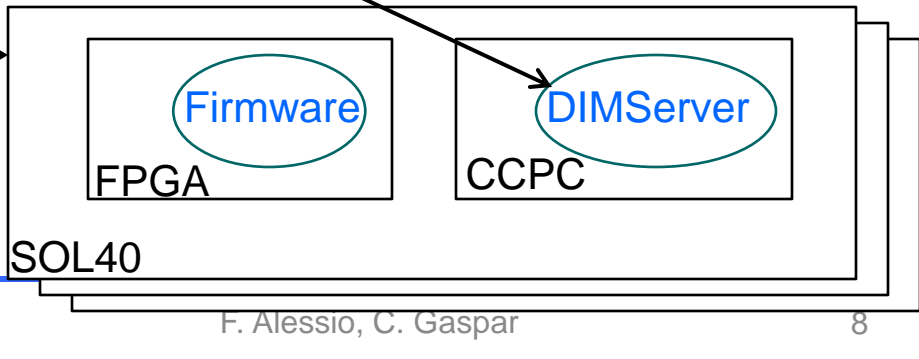 Firmware
DIMServer
FPGA
CCPC
SOL40
F. Alessio, C. Gaspar
8